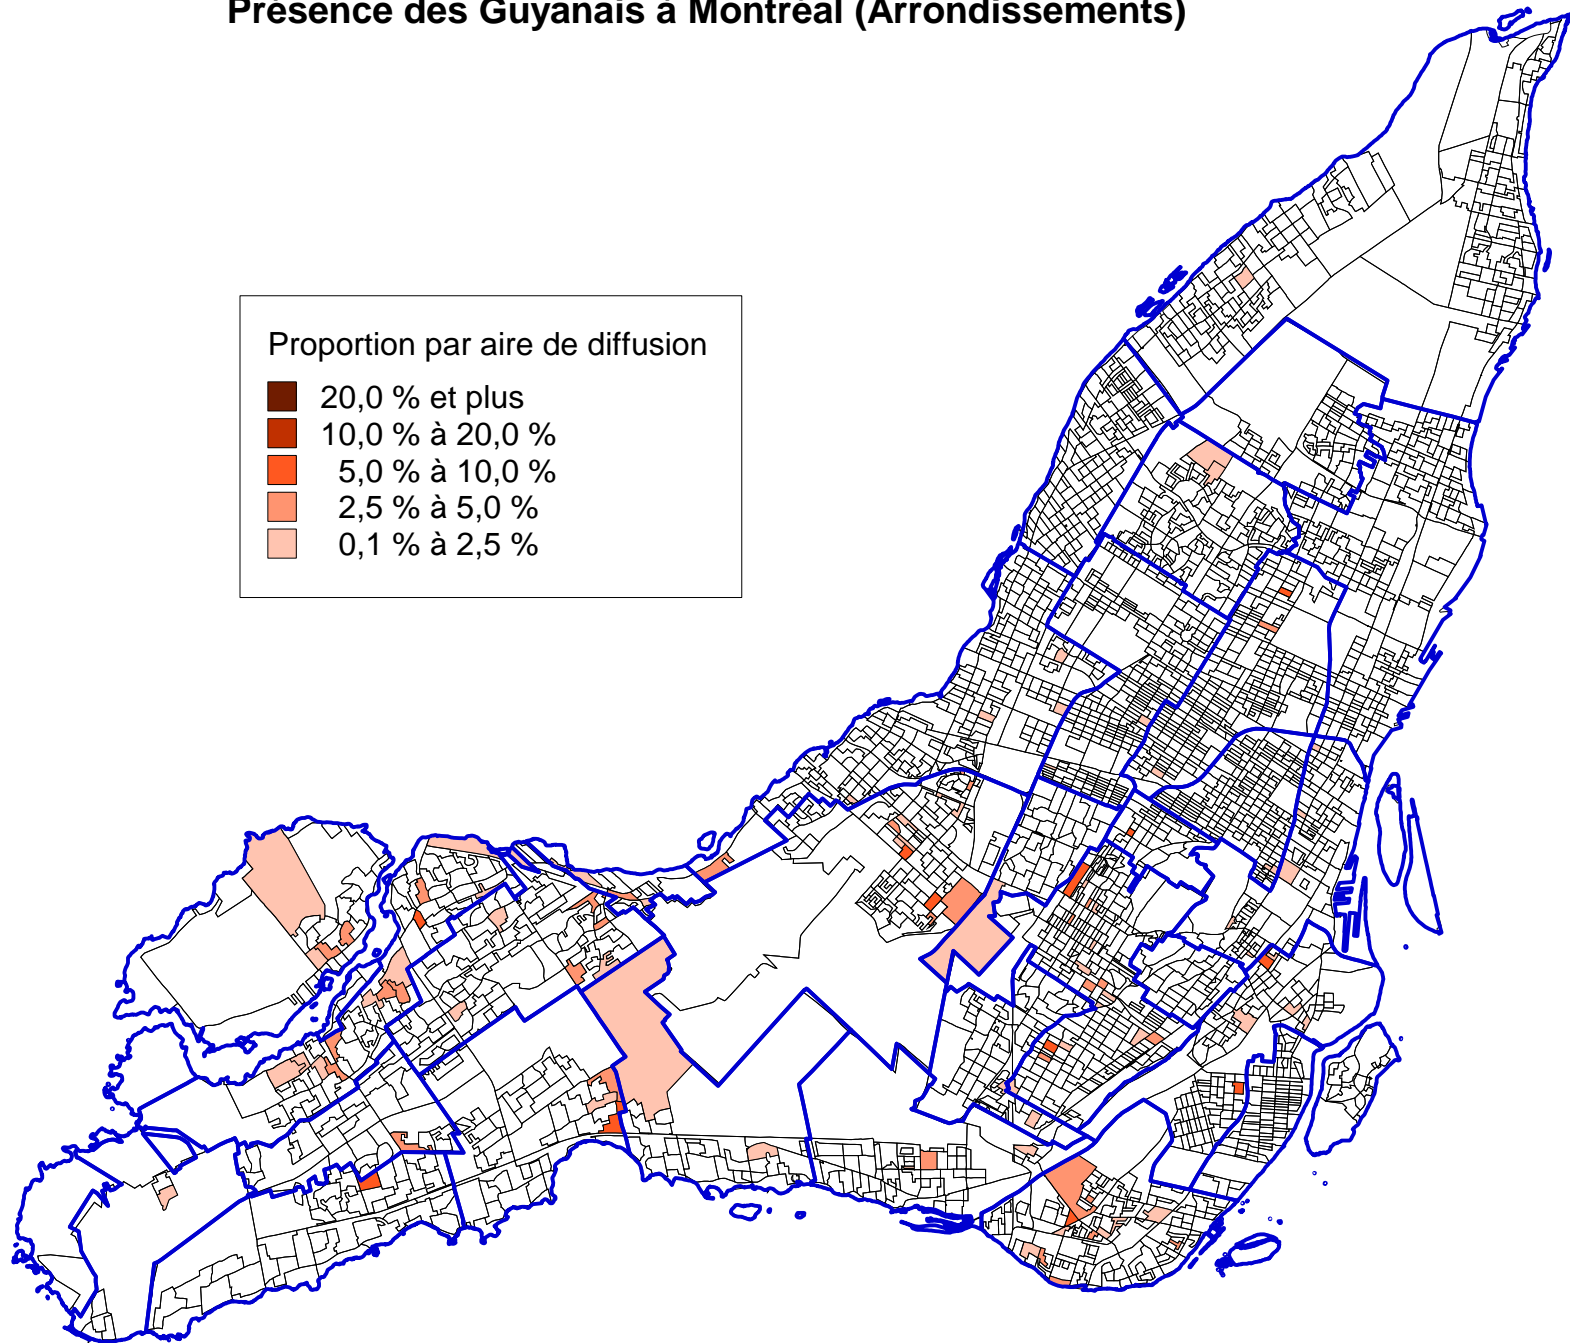 Présence des Guyanais à Montréal (Arrondissements)
Proportion par aire de diffusion
20,0 % et plus
10,0 % à 20,0 %
5,0 % à 10,0 %
2,5 % à 5,0 %
0,1 % à 2,5 %